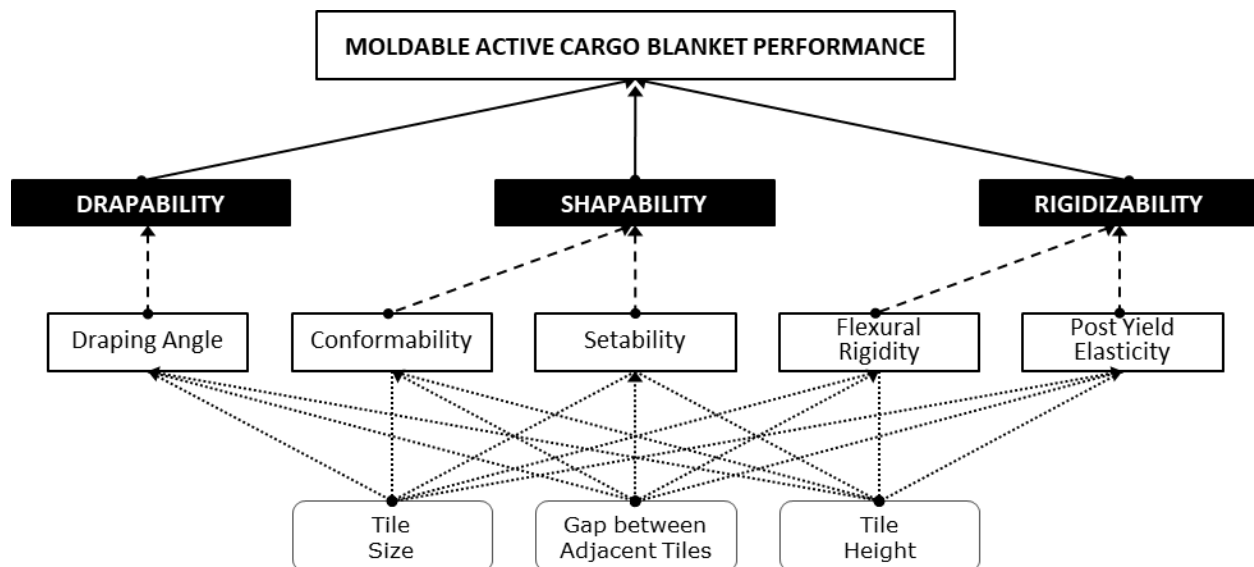 MOLDABLE ACTIVE CARGO BLANKET PERFORMANCE
DRAPABILITY
SHAPABILITY
RIGIDIZABILITY
Draping Angle
Conformability
Setability
Flexural
Rigidity
Post Yield
Elasticity
Tile
Size
Gap between
Adjacent Tiles
Tile
Height